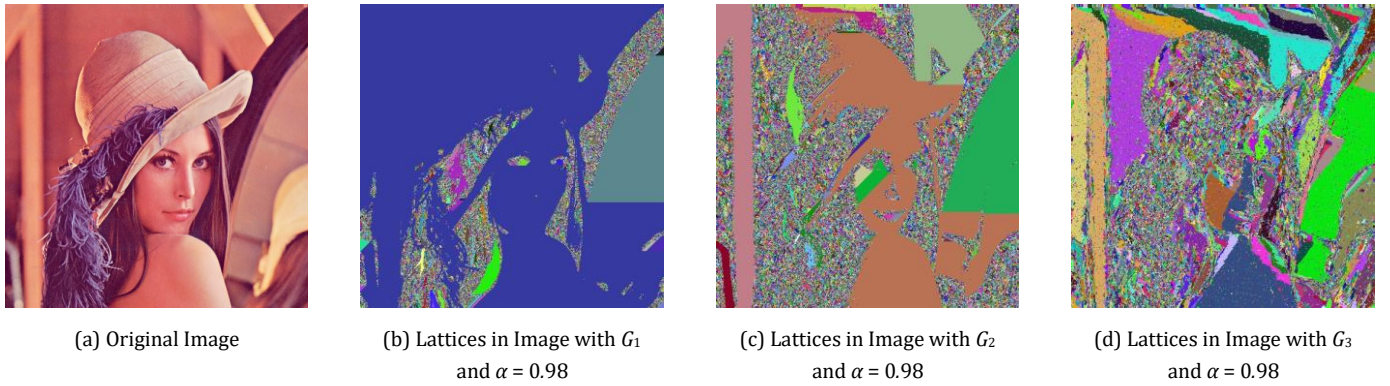 (a) Original Image
(b) Lattices in Image with G1
and α = 0.98
(c) Lattices in Image with G2
and α = 0.98
(d) Lattices in Image with G3
and α = 0.98